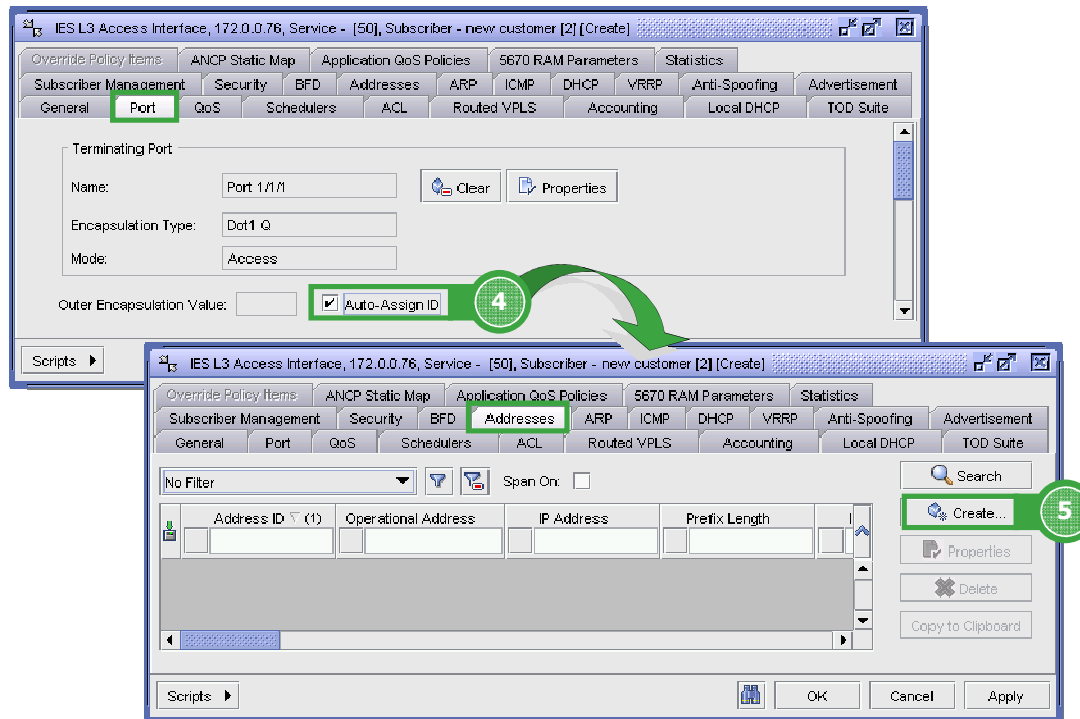 IES L3 Access Interface, 172.0.0.76, Service - [50], Subscriber - new customer [2] [Create]
Override Policy Items ANCP Static Map Application QoS Policies 5670 RAM Parameters Statistics
Subscriber Management Security BFD Addresses ARP ICMP DHCP VRRP Anti-Spoofing Advertisement
General Port QoS Schedulers ACL Routed VPLS Accounting Local DHCP TOD Suite
Terminating Port
Name: Port 1/1/1 Clear Properties
Encapsulation Type: Dot1 Q
Mode: Access
Outer Encapsulation Value: Auto-Assign ID 4
Scripts
IES L3 Access Interface, 172.0.0.76, Service - [50], Subscriber - new customer [2] [Create]
Override Policy Items ANCP Static Map Application QoS Policies 5670 RAM Parameters Statistics
Subscriber Management Security BFD Addresses ARP ICMP DHCP VRRP Anti-Spoofing Advertisement
General Port QoS Schedulers ACL Routed VPLS Accounting Local DHCP TOD Suite
No Filter Span On: Search
Create... 5
Address ID (1) Operational Address IP Address Prefix Length I
Properties
Delete
Copy to Clipboard
Scripts OK Cancel Apply